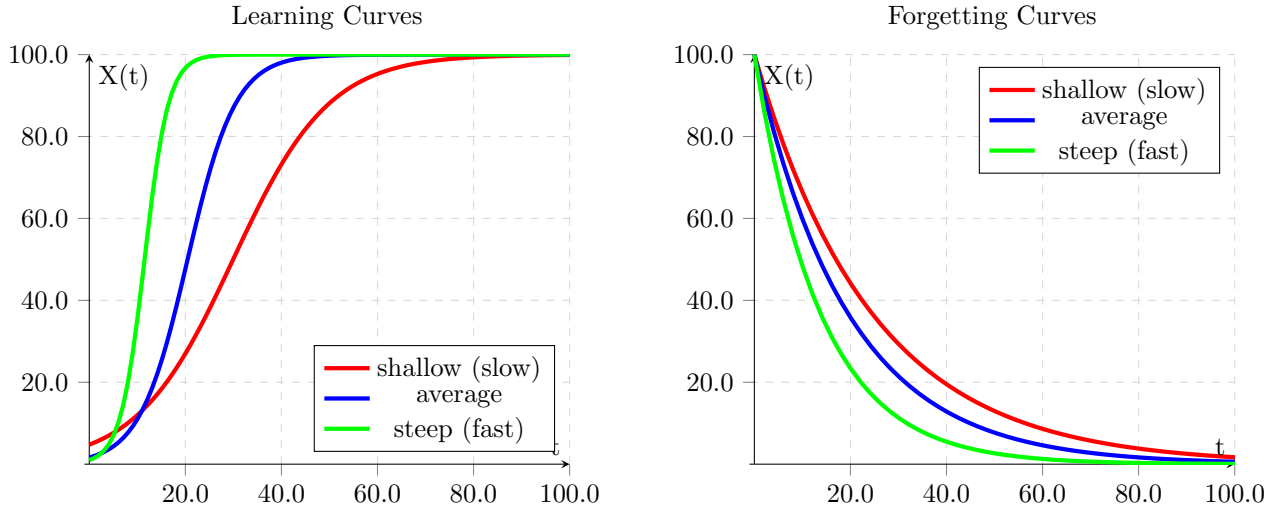 Learning Curves
100.0
X(t)
80.0
60.0
40.0
20.0
shallow (slow)
average
steep (fast)
t
20.0 40.0 60.0 80.0 100.0
Forgetting Curves
100.0
X(t)
80.0
60.0
40.0
20.0
shallow (slow)
average
steep (fast)
t
20.0 40.0 60.0 80.0 100.0